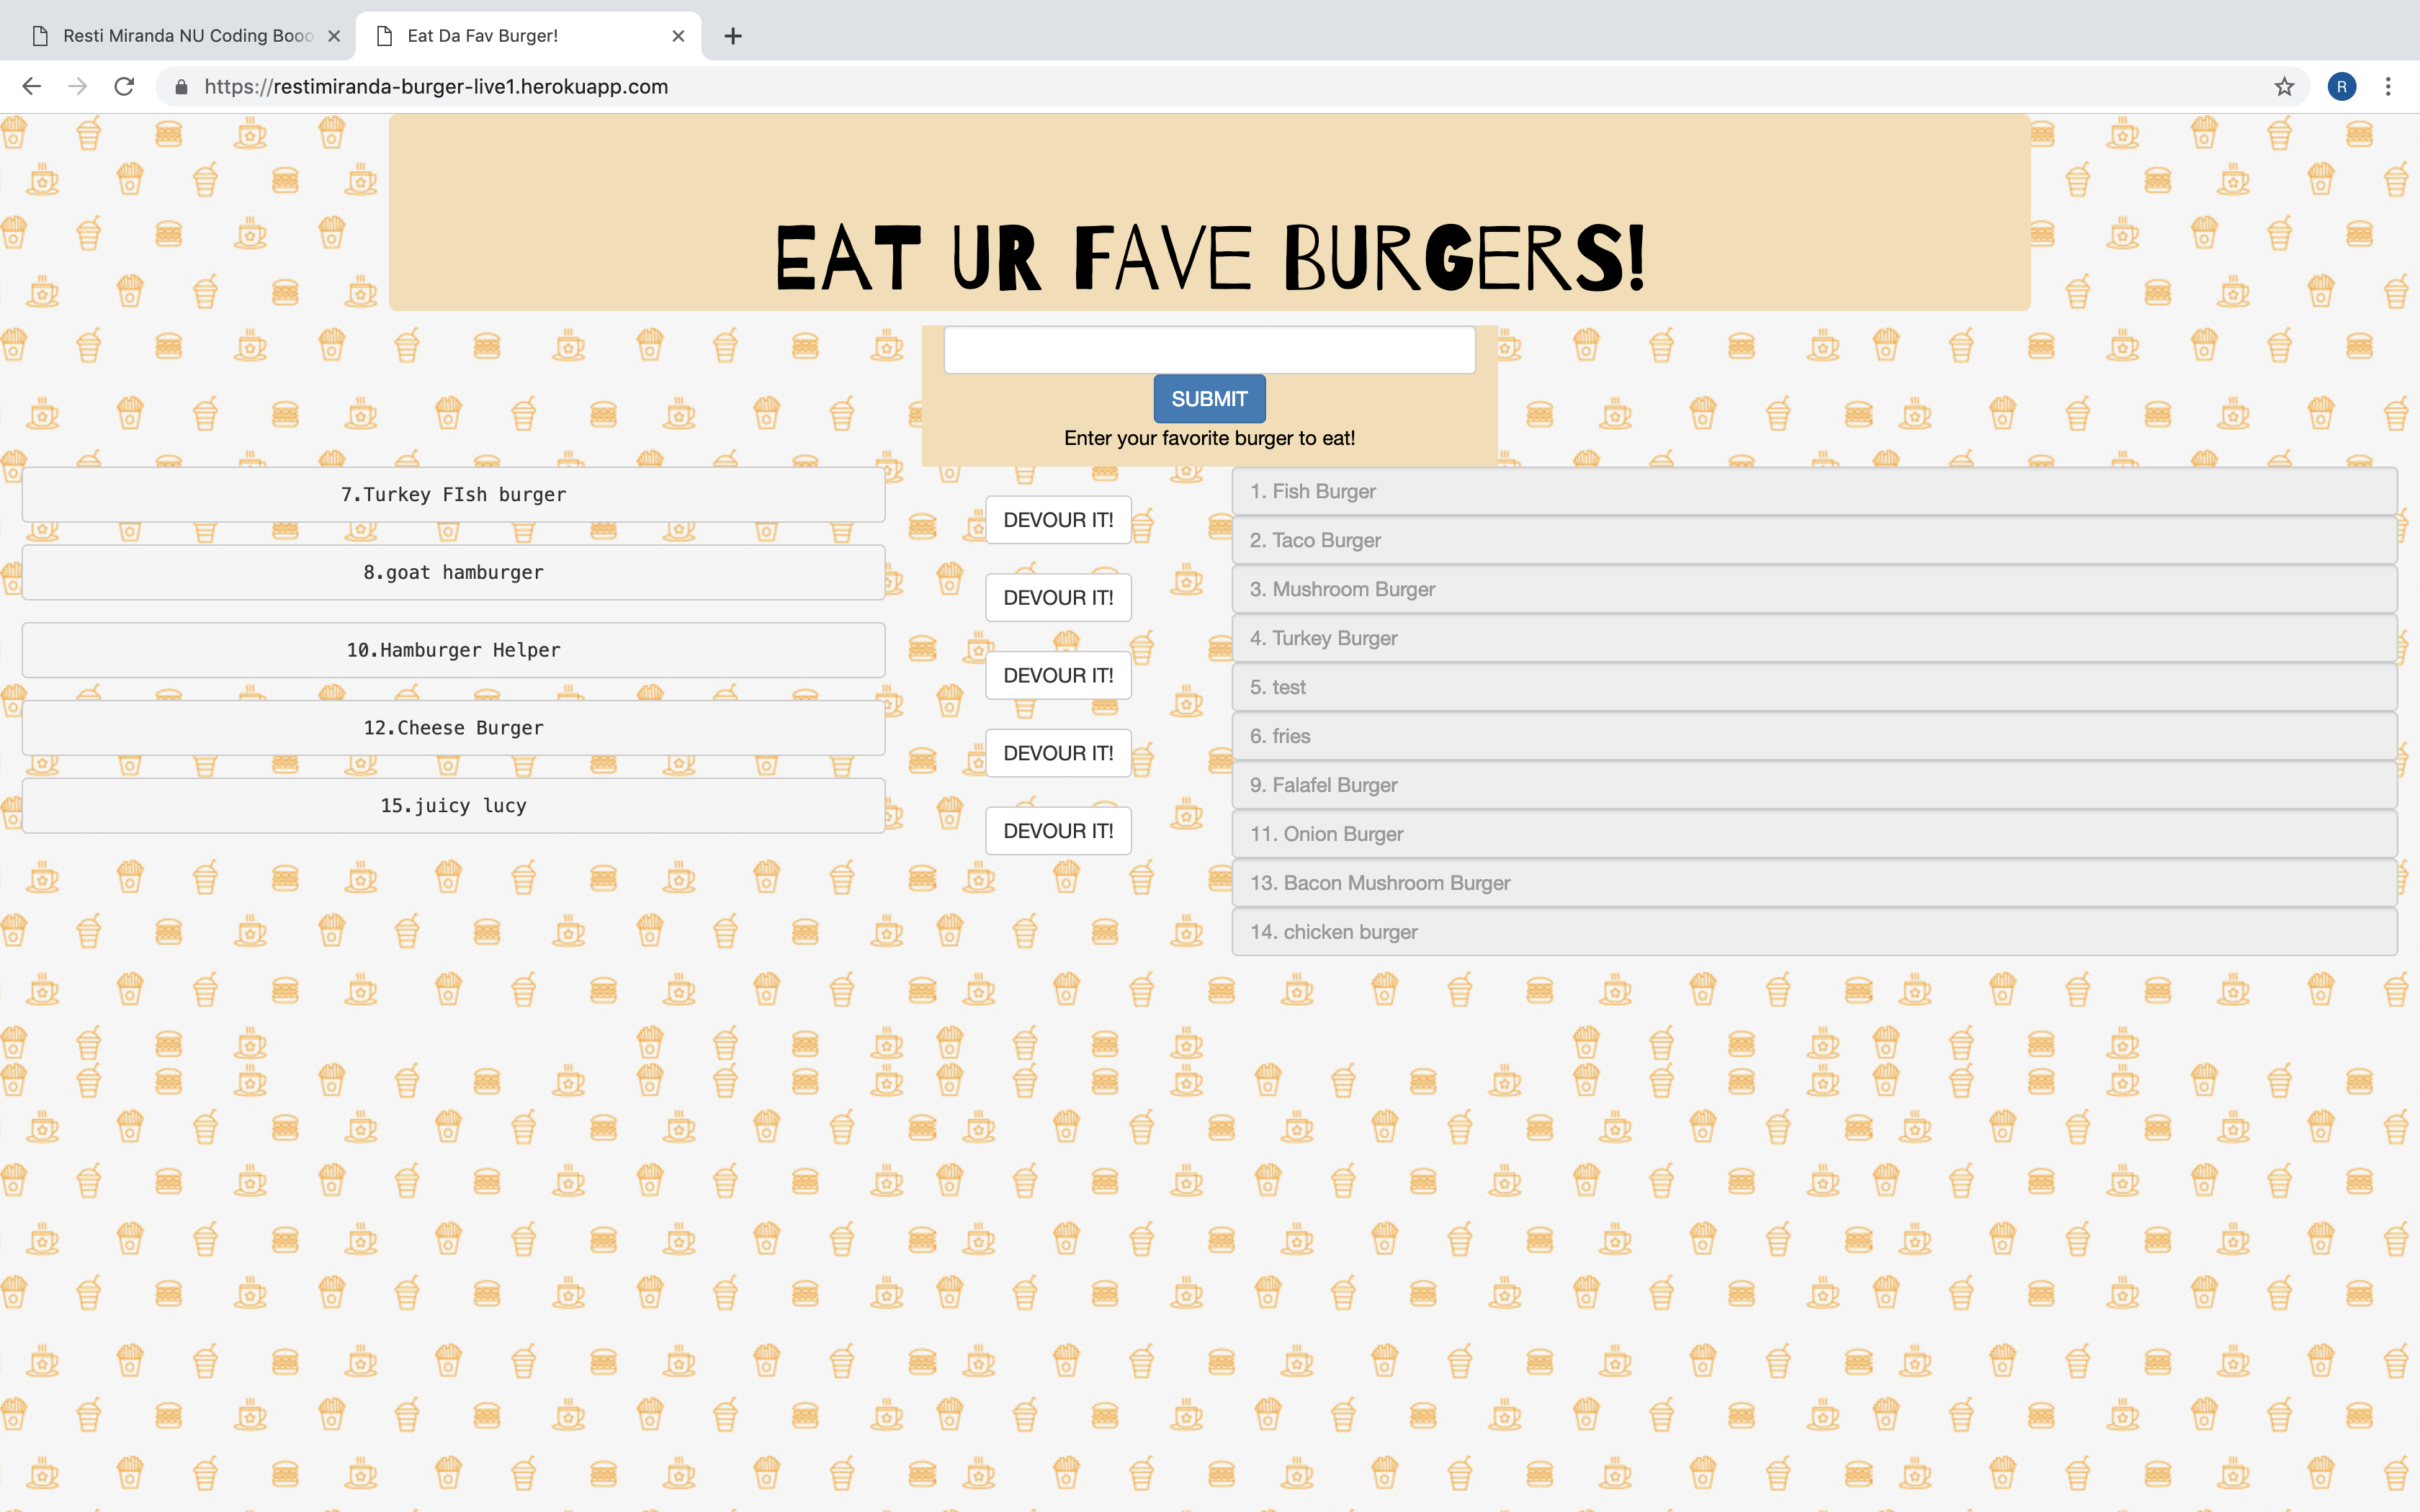 Resti Miranda NU Coding Booo
Eat Da Fav Burger!
https://restimiranda-burger-live1.herokuapp.com
R
EAT UR FAVE BURGERS!
SUBMIT
Enter your favorite burger to eat!
7.Turkey FIsh burger
DEVOUR IT!
8.goat hamburger
DEVOUR IT!
10.Hamburger Helper
DEVOUR IT!
12.Cheese Burger
DEVOUR IT!
15.juicy lucy
DEVOUR IT!
1. Fish Burger
2. Taco Burger
3. Mushroom Burger
4. Turkey Burger
5. test
6. fries
9. Falafel Burger
11. Onion Burger
13. Bacon Mushroom Burger
14. chicken burger